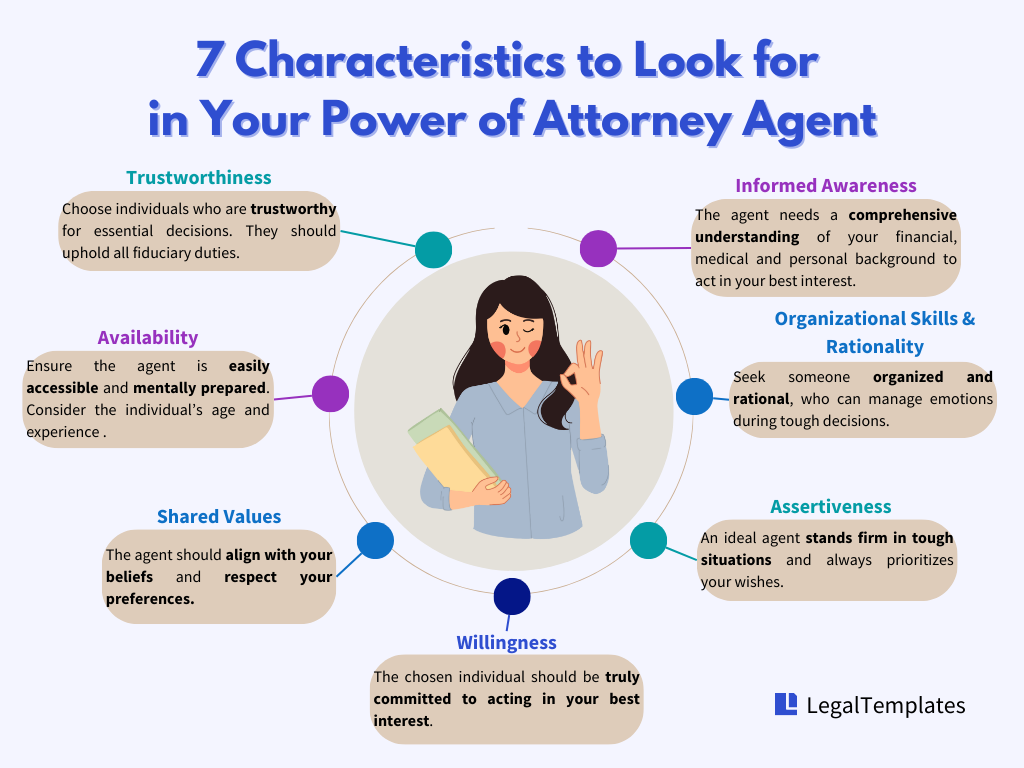 7 Characteristics to Look for
in Your Power of Attorney Agent
Trustworthiness
Choose individuals who are trustworthy
for essential decisions. They should
uphold all fiduciary duties.
Informed Awareness
The agent needs a comprehensive
understanding of your financial,
medical and personal background to
act in your best interest.
Availability
Ensure the agent is easily
accessible and mentally prepared.
Consider the individual's age and
experience .
Organizational Skills &
Rationality
Seek someone organized and
rational, who can manage emotions
during tough decisions.
Shared Values
The agent should align with your
beliefs and respect your
preferences.
Assertiveness
An ideal agent stands firm in tough
situations and always prioritizes
your wishes.
Willingness
The chosen individual should be truly
committed to acting in your best
interest.
LegalTemplates